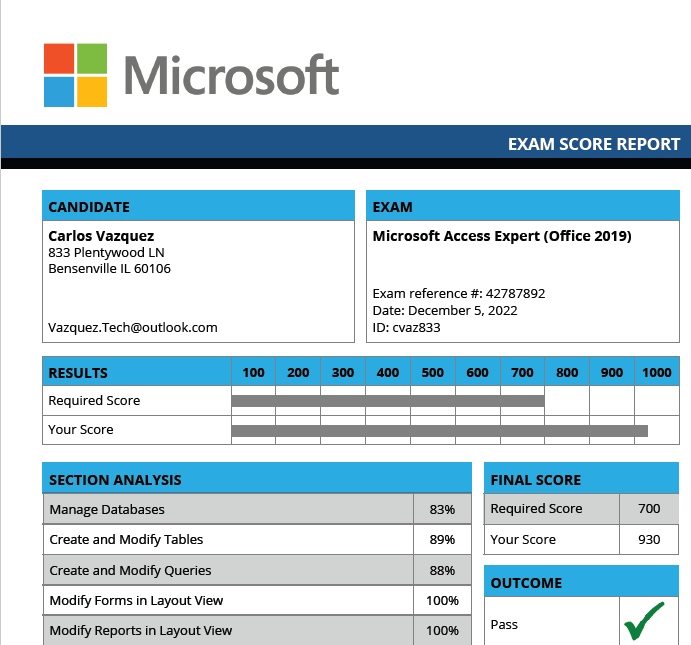 Microsoft
EXAM SCORE REPORT
CANDIDATE
Carlos Vazquez
833 Plentywood LN
Bensenville IL 60106
Vazquez.Tech@outlook.com
EXAM
Microsoft Access Expert (Office 2019)
Exam reference #: 42787892
Date: December 5, 2022
ID: cvaz833
RESULTS 100 200 300 400 500 600 700 800 900 1000
Required Score
Your Score
SECTION ANALYSIS
Manage Databases 83%
Create and Modify Tables 89%
Create and Modify Queries 88%
Modify Forms in Layout View 100%
Modify Reports in Layout View 100%
FINAL SCORE
Required Score 700
Your Score 930
OUTCOME
Pass